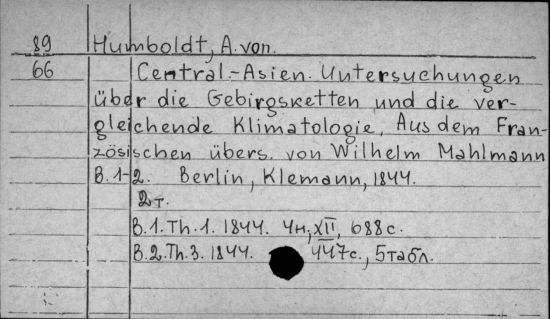 89 Humboldt, A. von.
66 Central-Asien. Untersuchungen
über die Gebirgsketten und die ver-
gleichende Klimatologie, Aus dem Fran-
zösischen übers. von Wilhelm Mahlmann
B. 1-2. Berlin, Klemann, 1844.
2 т.
B.1. Th. 1. 1844. 4н, XII, 688 с.
B.2. Th. 3. 1844. 447 с., 5 табл.